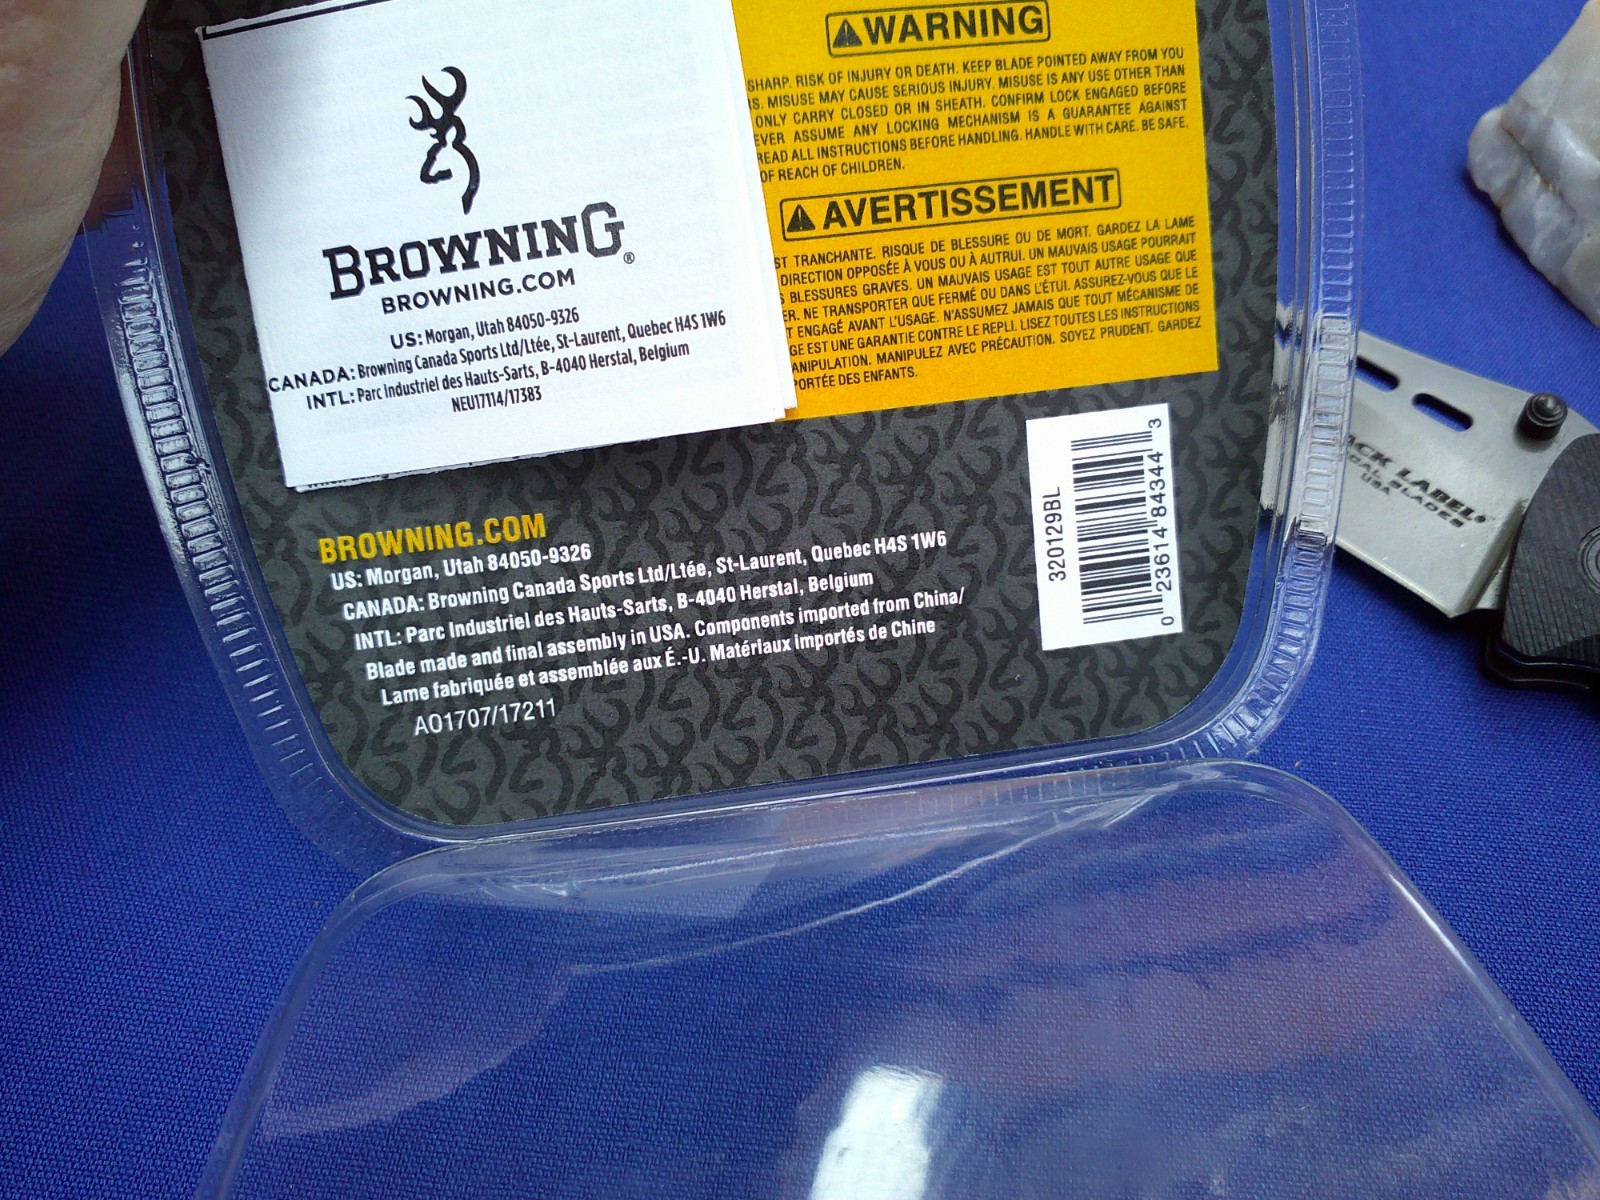 BROWNING®
BROWNING.COM
US: Morgan, Utah 84050-9326
CANADA: Browning Canada Sports Ltd/Ltée, St-Laurent, Quebec H4S 1W6
INTL: Parc Industriel des Hauts-Sarts, B-4040 Herstal, Belgium
NEU17114/17383
WARNING
SHARP. RISK OF INJURY OR DEATH. KEEP BLADE POINTED AWAY FROM YOU
MISUSE MAY CAUSE SERIOUS INJURY. MISUSE IS ANY USE OTHER THAN
ONLY CARRY CLOSED OR IN SHEATH. CONFIRM LOCK ENGAGED BEFORE
EVER ASSUME ANY LOCKING MECHANISM IS A GUARANTEE AGAINST
READ ALL INSTRUCTIONS BEFORE HANDLING. HANDLE WITH CARE. BE SAFE.
OF REACH OF CHILDREN.
AVERTISSEMENT
ST TRANCHANTE. RISQUE DE BLESSURE OU DE MORT. GARDEZ LA LAME
DIRECTION OPPOSÉE À VOUS OU À AUTRUI. UN MAUVAIS USAGE POURRAIT
BLESSURES GRAVES. UN MAUVAIS USAGE EST TOUT AUTRE USAGE QUE
ER. NE TRANSPORTER QUE FERMÉ OU DANS L'ÉTUI. ASSUREZ-VOUS QUE LE
T ENGAGÉ AVANT L'USAGE. N'ASSUMEZ JAMAIS QUE TOUT MÉCANISME DE
GE EST UNE GARANTIE CONTRE LE REPLI. LISEZ TOUTES LES INSTRUCTIONS
ANIPULATION. MANIPULEZ AVEC PRÉCAUTION. SOYEZ PRUDENT. GARDEZ
PORTÉE DES ENFANTS.
BROWNING.COM
US: Morgan, Utah 84050-9326
CANADA: Browning Canada Sports Ltd/Ltée, St-Laurent, Quebec H4S 1W6
INTL: Parc Industriel des Hauts-Sarts, B-4040 Herstal, Belgium
Blade made and final assembly in USA. Components imported from China/
Lame fabriquée et assemblée aux É.-U. Matériaux importés de Chine
AO1707/17211
320129BL
0 23614 84344 3
ACK LABEL
BLADES
USA